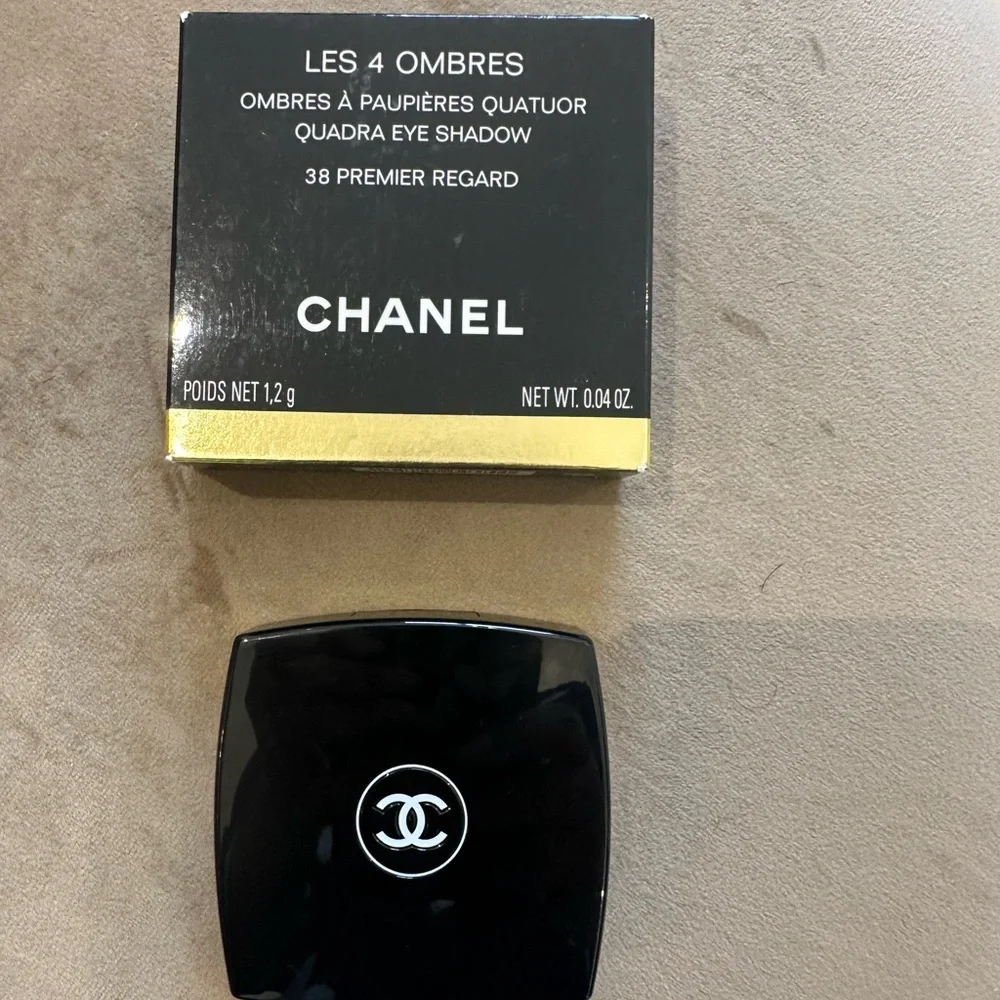 LES 4 OMBRES
OMBRES À PAUPIÈRES QUATUOR
QUADRA EYE SHADOW
38 PREMIER REGARD
CHANEL
POIDS NET 1,2 g NET WT. 0.04 OZ.